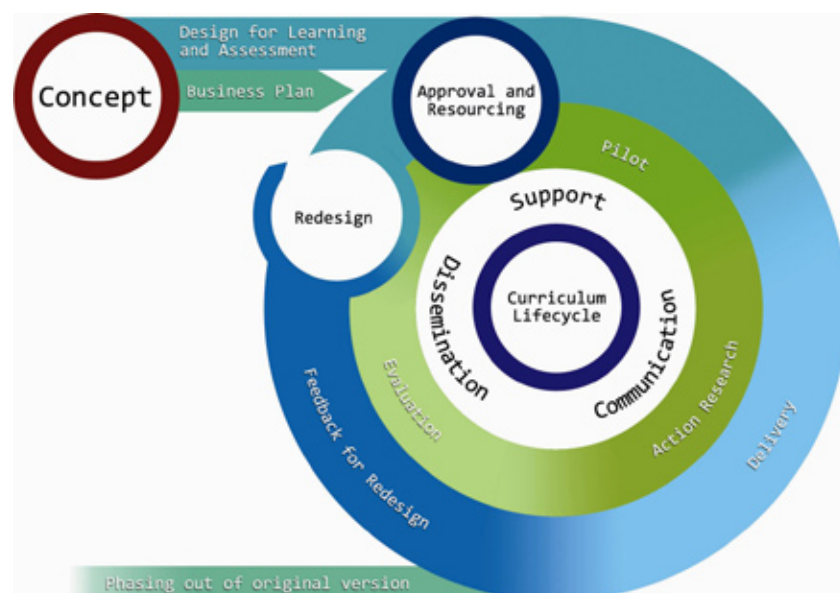 Design for Learning
and Assessment
Concept
Business Plan
Approval and
Resourcing
Pilot
Redesign
Support
Dissemination
Communication
Curriculum
Lifecycle
Evaluation
Action Research
Delivery
Feedback for Redesign
Phasing out of original version